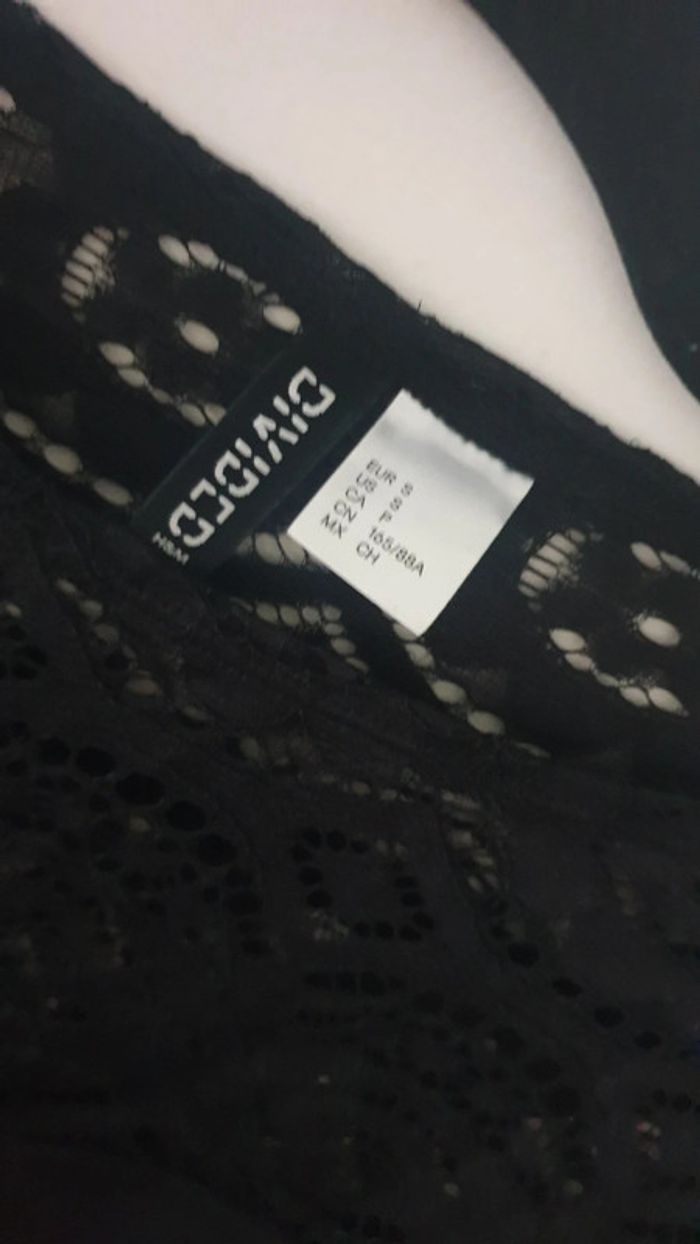 DIVIDED
H&M
EUR S
US S
CA P
CN 165/88A
MX CH